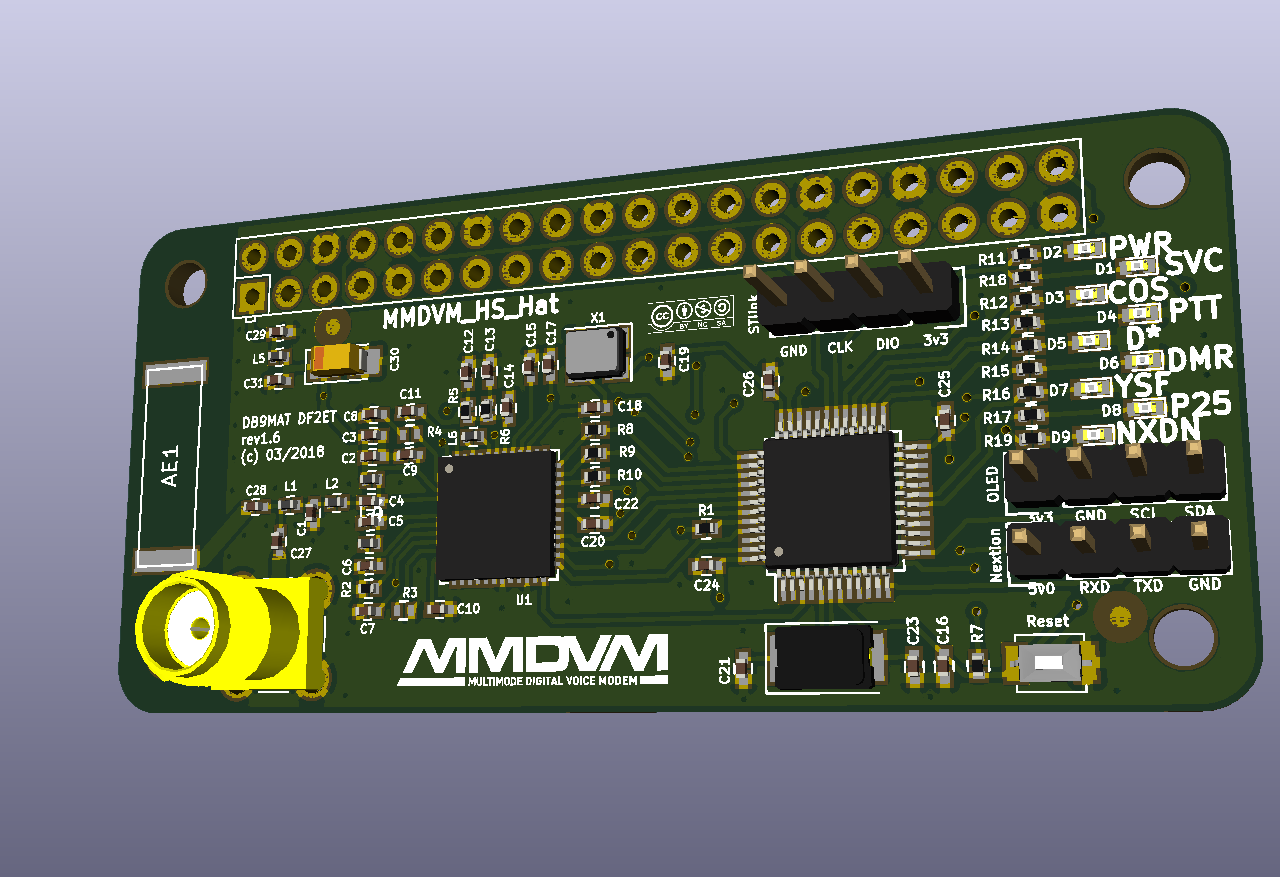 MMDVM_HS_Hat
BY NC SA
STlink
GND CLK DIO 3v3
R11 D2 PWR
D1 SVC
R18
R12 D3 COS
D4 PTT
R13
R14 D5 D*
D6 DMR
R15
R16 D7 YSF
D8 P25
R17
R19 D9 NXDN
C29
L5
C31
C30
C12
C13
C15
C17
X1
C14
C19
C26
C25
DB9MAT DF2ET
rev1.6
(c) 03/2018
C11
C8
C3
C2
R4
C9
R5
L6
R6
C18
R8
R9
R10
C22
C20
AE1
C28
L1
L2
C1
C27
C4
C5
C6
R2
C7
R3
C10
U1
R1
C24
OLED
3v3 GND SCL SDA
Nextion
5v0 RXD TXD GND
MMDVM
MULTIMODE DIGITAL VOICE MODEM
C21
C23
C16
R7
Reset